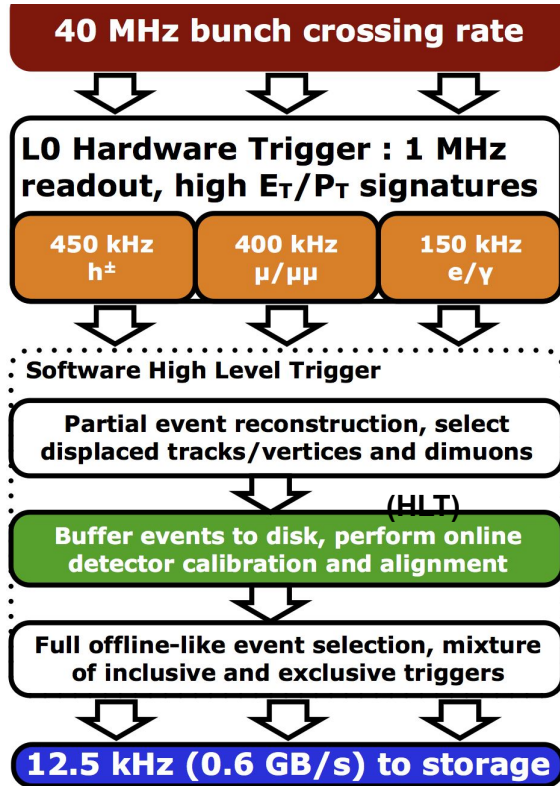 40 MHz bunch crossing rate
L0 Hardware Trigger : 1 MHz
readout, high E_T/P_T signatures
450 kHz
h±
400 kHz
μ/μμ
150 kHz
e/γ
Software High Level Trigger
Partial event reconstruction, select
displaced tracks/vertices and dimuons
(HLT)
Buffer events to disk, perform online
detector calibration and alignment
Full offline-like event selection, mixture
of inclusive and exclusive triggers
12.5 kHz (0.6 GB/s) to storage